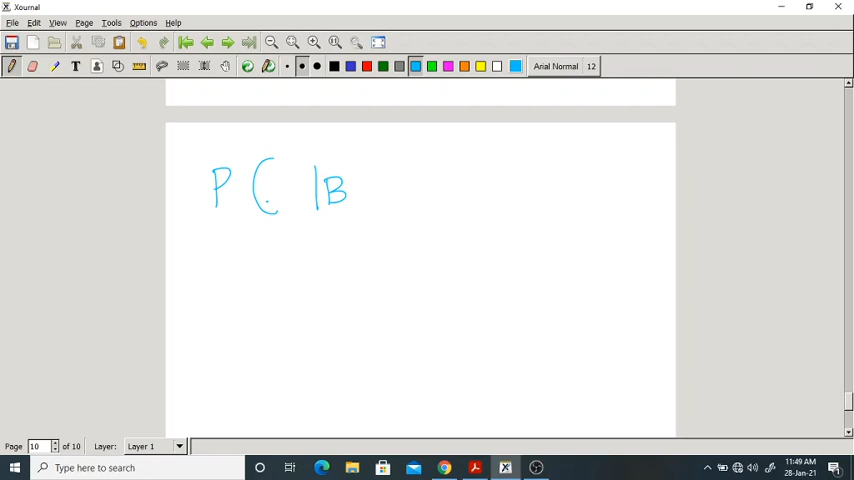 Xournal
File Edit View Page Tools Options Help
Arial Normal 12
P ( | B
Page 10 of 10 Layer: Layer 1
Type here to search
11:49 AM
28-Jan-21